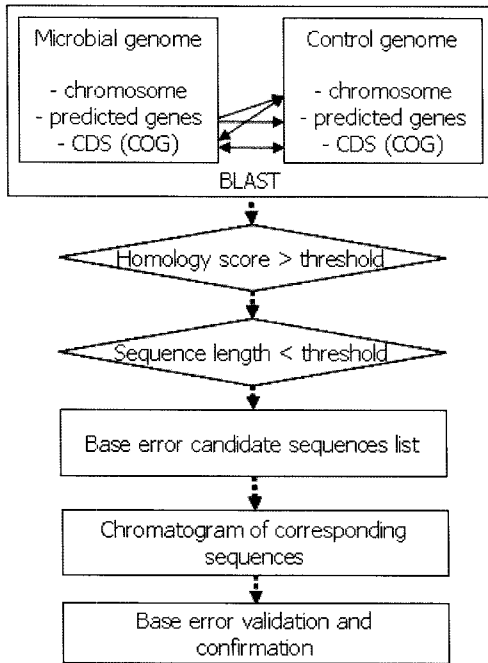 Microbial genome
- chromosome
- predicted genes
- CDS (COG)
Control genome
- chromosome
- predicted genes
- CDS (COG)
BLAST
Homology score > threshold
Sequence length < threshold
Base error candidate sequences list
Chromatogram of corresponding
sequences
Base error validation and
confirmation